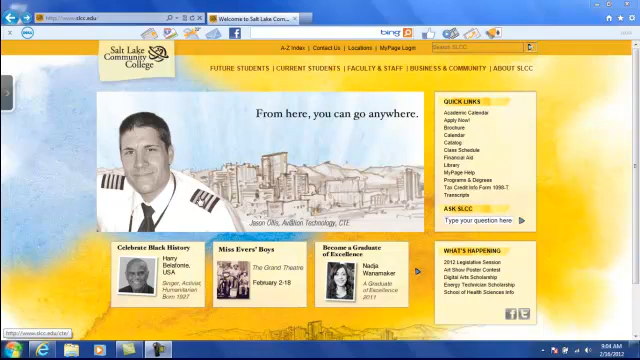 http://www.slcc.edu/
Welcome to Salt Lake Com...
DELL
bing
Salt Lake
Community
College
A-Z Index | Contact Us | Locations | MyPage Login
Search SLCC
FUTURE STUDENTS | CURRENT STUDENTS | FACULTY & STAFF | BUSINESS & COMMUNITY | ABOUT SLCC
From here, you can go anywhere.
Jason Ollis, Aviation Technology, CTE
QUICK LINKS
Academic Calendar
Apply Now!
Brochure
Calendar
Catalog
Class Schedule
Financial Aid
Library
MyPage Help
Programs & Degrees
Tax Credit Info Form 1098-T
Transcripts
ASK SLCC
Type your question here
Celebrate Black History
Harry
Belafonte,
USA
Singer, Activist,
Humanitarian
Born 1927
Miss Evers' Boys
The Grand Theatre
February 2-18
Become a Graduate
of Excellence
Nadja
Wanamaker
A Graduate
of Excellence
2011
WHAT'S HAPPENING
2012 Legislative Session
Art Show Poster Contest
Digital Arts Scholarship
Energy Technician Scholarship
School of Health Sciences Info
http://www.slcc.edu/cte/
9:04 AM
2/16/2012